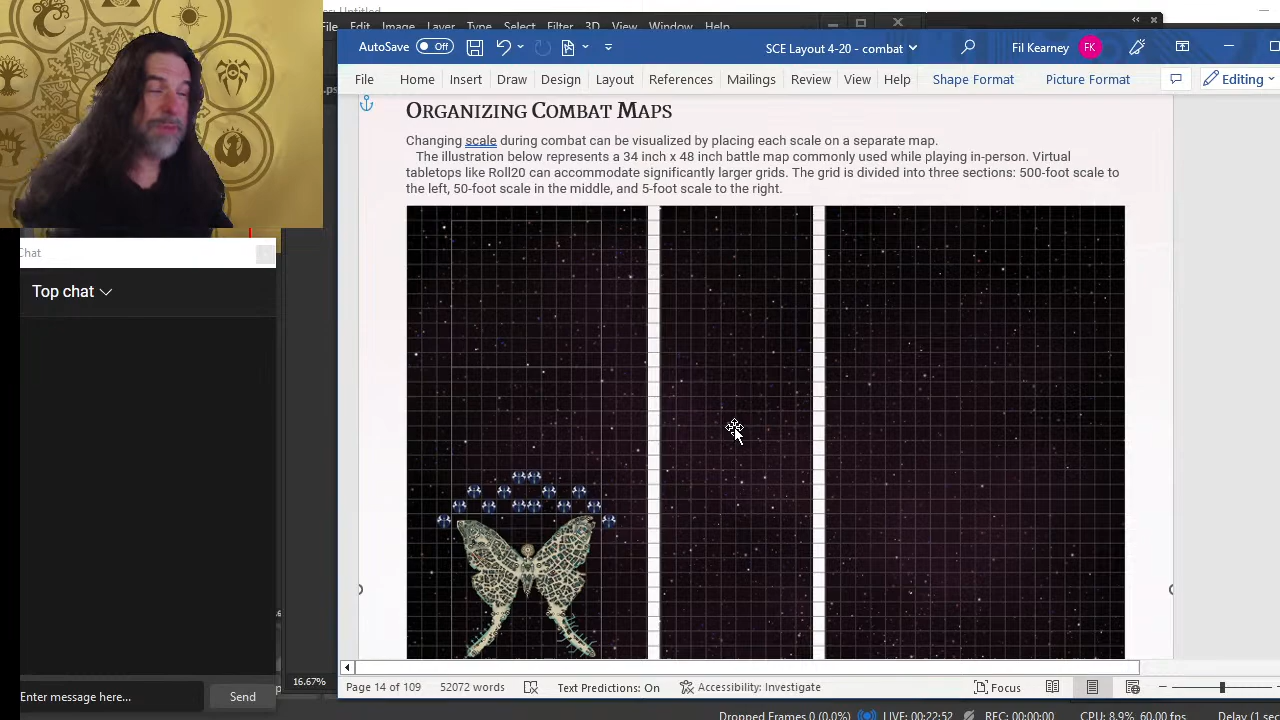 Untitled
File Edit Image Layer Type Select Filter 3D View Window Help
AutoSave Off
SCE Layout 4-20 - combat
Fil Kearney FK
File Home Insert Draw Design Layout References Mailings Review View Help Shape Format Picture Format Editing
.ps
ORGANIZING COMBAT MAPS
Changing scale during combat can be visualized by placing each scale on a separate map.
The illustration below represents a 34 inch x 48 inch battle map commonly used while playing in-person. Virtual
tabletops like Roll20 can accommodate significantly larger grids. The grid is divided into three sections: 500-foot scale to
the left, 50-foot scale in the middle, and 5-foot scale to the right.
Chat
Top chat
Enter message here...
Send
16.67%
Page 14 of 109 52072 words Text Predictions: On Accessibility: Investigate Focus
Dropped Frames 0 (0.0%) LIVE: 00:22:52 REC: 00:00:00 CPU: 8.9%, 60.00 fps Delay (1 sec